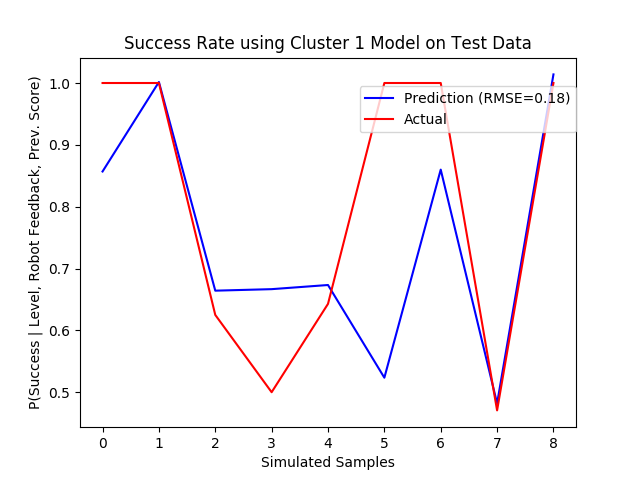 Success Rate using Cluster 1 Model on Test Data
P(Success | Level, Robot Feedback, Prev. Score)
1.0
0.9
0.8
0.7
0.6
0.5
Prediction (RMSE=0.18)
Actual
0 1 2 3 4 5 6 7 8
Simulated Samples